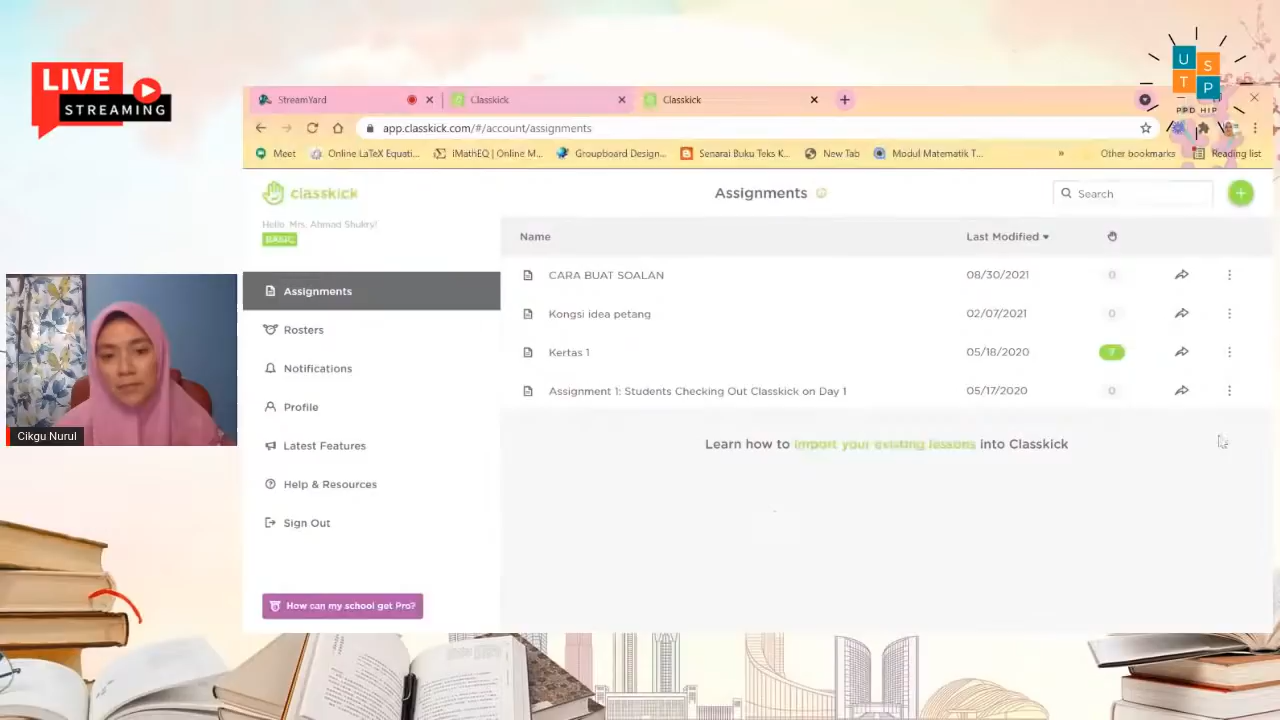 LIVE
STREAMING
U S
T P
PPD HIP
StreamYard
Classkick
Classkick
app.classkick.com/#/account/assignments
Meet
Online LaTeX Equati...
iMathEQ | Online M...
Groupboard Design...
Senarai Buku Teks K...
New Tab
Modul Matematik T...
»
Other bookmarks
Reading list
classkick
Assignments
Search
Hello, Mrs. Ahmad Shukry!
BASIC
Name
Last Modified
CARA BUAT SOALAN
08/30/2021
0
Assignments
Kongsi idea petang
02/07/2021
0
Rosters
Kertas 1
05/18/2020
7
Notifications
Assignment 1: Students Checking Out Classkick on Day 1
05/17/2020
0
Profile
Latest Features
Learn how to import your existing lessons into Classkick
Help & Resources
Sign Out
How can my school get Pro?
Cikgu Nurul